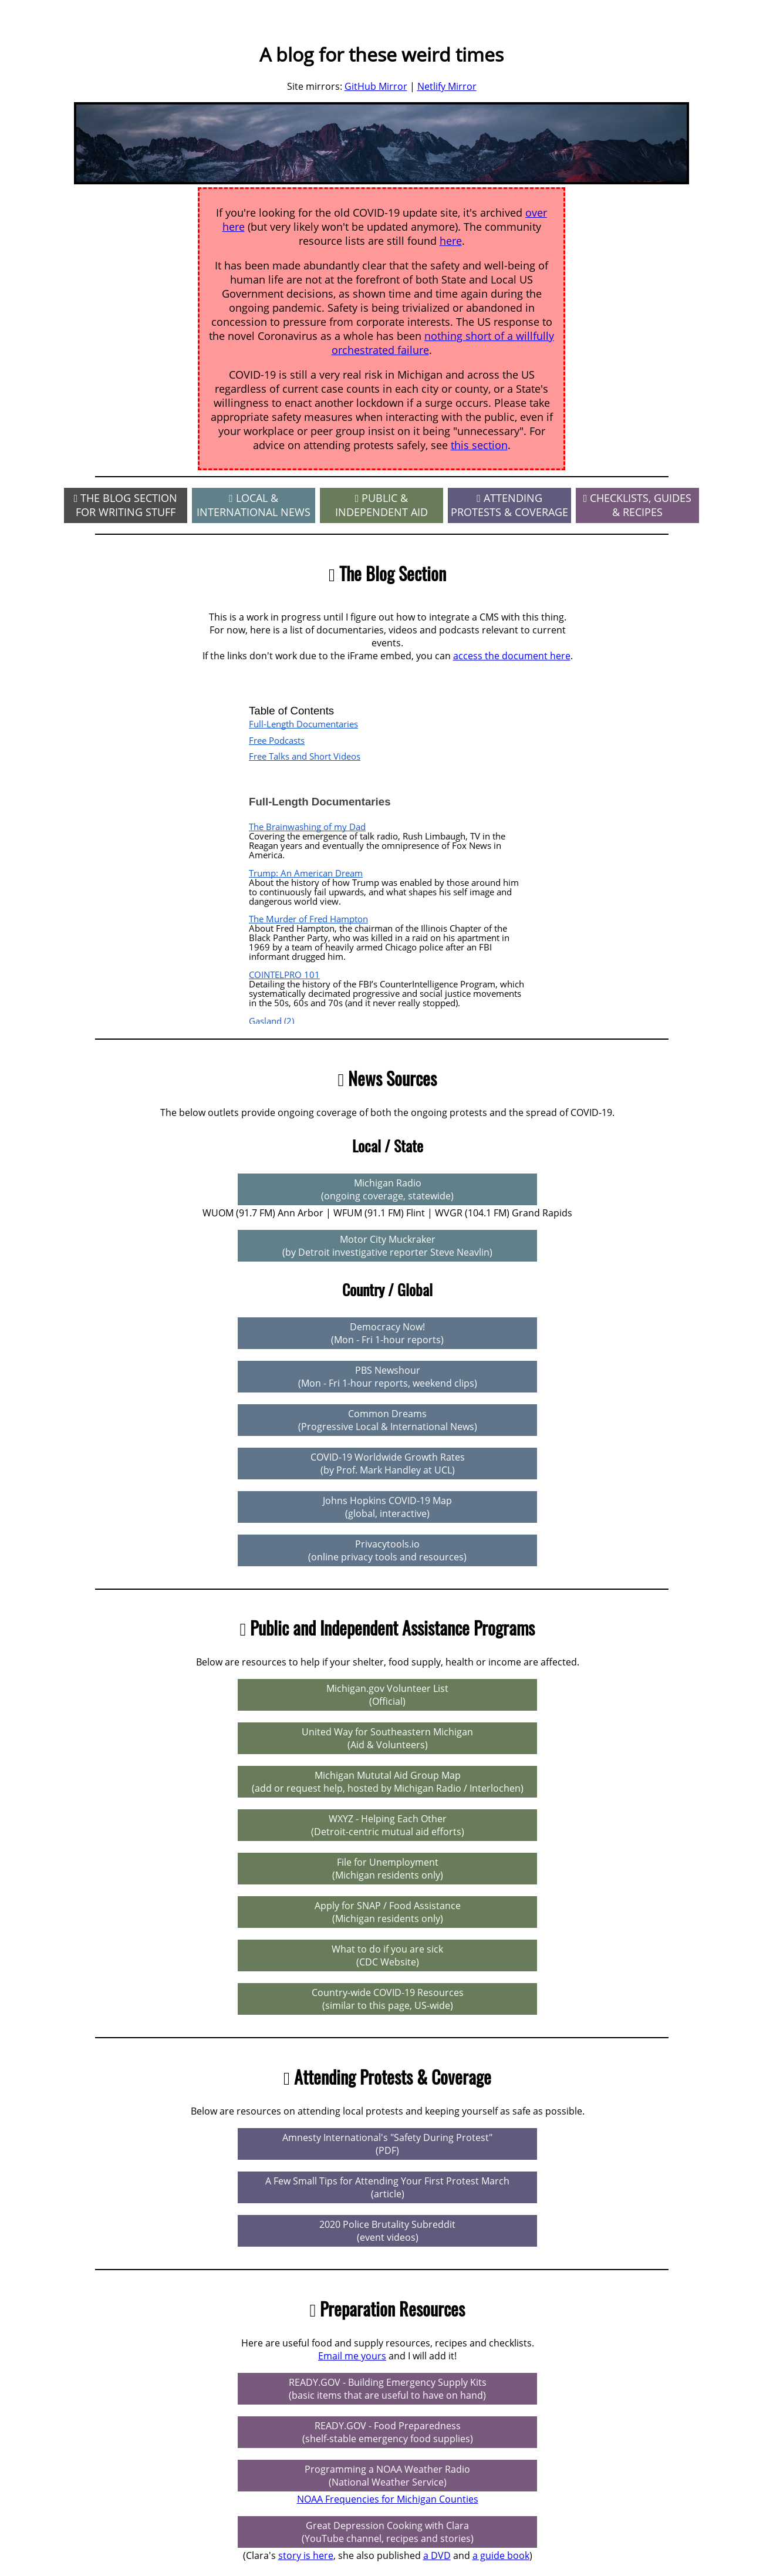 A blog for these weird times
Site mirrors: GitHub Mirror | Netlify Mirror
If you're looking for the old COVID-19 update site, it's archived over
here (but very likely won't be updated anymore). The community
resource lists are still found here.
It has been made abundantly clear that the safety and well-being of
human life are not at the forefront of both State and Local US
Government decisions, as shown time and time again during the
ongoing pandemic. Safety is being trivialized or abandoned in
concession to pressure from corporate interests. The US response to
the novel Coronavirus as a whole has been nothing short of a willfully
orchestrated failure.
COVID-19 is still a very real risk in Michigan and across the US
regardless of current case counts in each city or county, or a State's
willingness to enact another lockdown if a surge occurs. Please take
appropriate safety measures when interacting with the public, even if
your workplace or peer group insist on it being "unnecessary". For
advice on attending protests safely, see this section.
THE BLOG SECTION
FOR WRITING STUFF
LOCAL &
INTERNATIONAL NEWS
PUBLIC &
INDEPENDENT AID
ATTENDING
PROTESTS & COVERAGE
CHECKLISTS, GUIDES
& RECIPES
The Blog Section
This is a work in progress until I figure out how to integrate a CMS with this thing.
For now, here is a list of documentaries, videos and podcasts relevant to current
events.
If the links don't work due to the iFrame embed, you can access the document here.
Table of Contents
Full-Length Documentaries
Free Podcasts
Free Talks and Short Videos
Full-Length Documentaries
The Brainwashing of my Dad
Covering the emergence of talk radio, Rush Limbaugh, TV in the
Reagan years and eventually the omnipresence of Fox News in
America.
Trump: An American Dream
About the history of how Trump was enabled by those around him
to continuously fail upwards, and what shapes his self image and
dangerous world view.
The Murder of Fred Hampton
About Fred Hampton, the chairman of the Illinois Chapter of the
Black Panther Party, who was killed in a raid on his apartment in
1969 by a team of heavily armed Chicago police after an FBI
informant drugged him.
COINTELPRO 101
Detailing the history of the FBI's CounterIntelligence Program, which
systematically decimated progressive and social justice movements
in the 50s, 60s and 70s (and it never really stopped).
Gasland (2)
News Sources
The below outlets provide ongoing coverage of both the ongoing protests and the spread of COVID-19.
Local / State
Michigan Radio
(ongoing coverage, statewide)
WUOM (91.7 FM) Ann Arbor | WFUM (91.1 FM) Flint | WVGR (104.1 FM) Grand Rapids
Motor City Muckraker
(by Detroit investigative reporter Steve Neavlin)
Country / Global
Democracy Now!
(Mon - Fri 1-hour reports)
PBS Newshour
(Mon - Fri 1-hour reports, weekend clips)
Common Dreams
(Progressive Local & International News)
COVID-19 Worldwide Growth Rates
(by Prof. Mark Handley at UCL)
Johns Hopkins COVID-19 Map
(global, interactive)
Privacytools.io
(online privacy tools and resources)
Public and Independent Assistance Programs
Below are resources to help if your shelter, food supply, health or income are affected.
Michigan.gov Volunteer List
(Official)
United Way for Southeastern Michigan
(Aid & Volunteers)
Michigan Mututal Aid Group Map
(add or request help, hosted by Michigan Radio / Interlochen)
WXYZ - Helping Each Other
(Detroit-centric mutual aid efforts)
File for Unemployment
(Michigan residents only)
Apply for SNAP / Food Assistance
(Michigan residents only)
What to do if you are sick
(CDC Website)
Country-wide COVID-19 Resources
(similar to this page, US-wide)
Attending Protests & Coverage
Below are resources on attending local protests and keeping yourself as safe as possible.
Amnesty International's "Safety During Protest"
(PDF)
A Few Small Tips for Attending Your First Protest March
(article)
2020 Police Brutality Subreddit
(event videos)
Preparation Resources
Here are useful food and supply resources, recipes and checklists.
Email me yours and I will add it!
READY.GOV - Building Emergency Supply Kits
(basic items that are useful to have on hand)
READY.GOV - Food Preparedness
(shelf-stable emergency food supplies)
Programming a NOAA Weather Radio
(National Weather Service)
NOAA Frequencies for Michigan Counties
Great Depression Cooking with Clara
(YouTube channel, recipes and stories)
(Clara's story is here, she also published a DVD and a guide book)